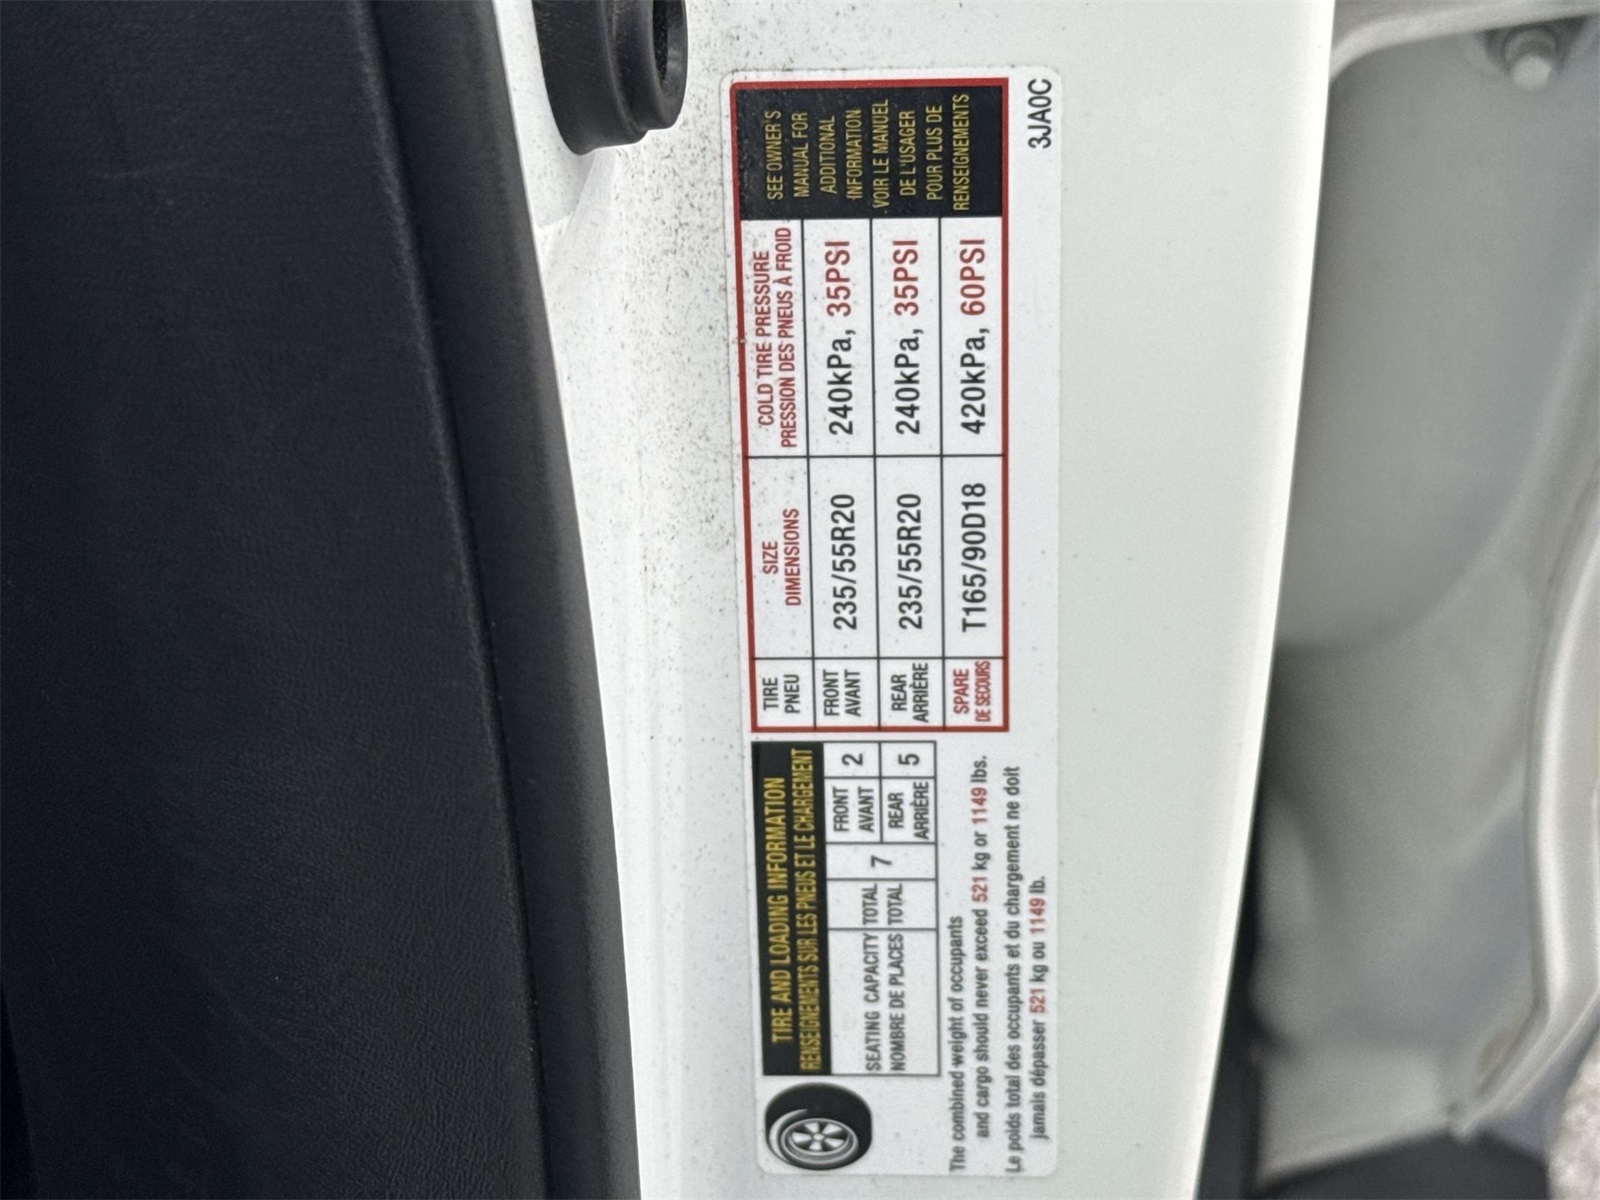 TIRE AND LOADING INFORMATION
RENSEIGNEMENTS SUR LES PNEUS ET LE CHARGEMENT
SEATING CAPACITY TOTAL 7 FRONT AVANT 2
NOMBRE DE PLACES TOTAL REAR ARRIÈRE 5
The combined weight of occupants
and cargo should never exceed 521 kg or 1149 lbs.
Le poids total des occupants et du chargement ne doit
jamais dépasser 521 kg ou 1149 lb.
TIRE PNEU
SIZE DIMENSIONS
COLD TIRE PRESSURE
PRESSION DES PNEUS À FROID
FRONT AVANT 235/55R20 240kPa, 35PSI
REAR ARRIÈRE 235/55R20 240kPa, 35PSI
SPARE DE SECOURS T165/90D18 420kPa, 60PSI
SEE OWNER'S
MANUAL FOR
ADDITIONAL
INFORMATION
VOIR LE MANUEL
DE L'USAGER
POUR PLUS DE
RENSEIGNEMENTS
3JA0C